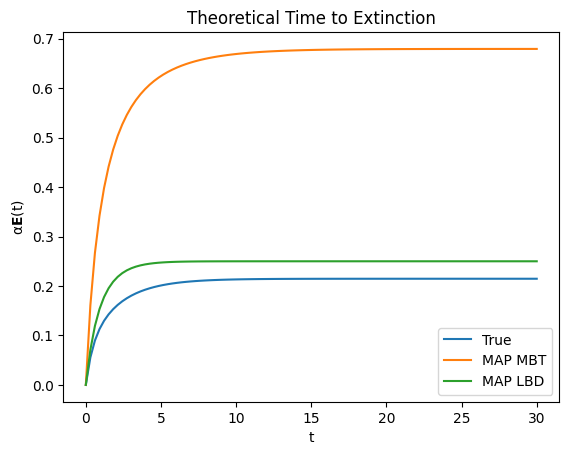 Theoretical Time to Extinction
0.7
0.6
0.5
0.4
0.3
0.2
0.1
0.0
α𝐄(t)
0 5 10 15 20 25 30
t
True
MAP MBT
MAP LBD